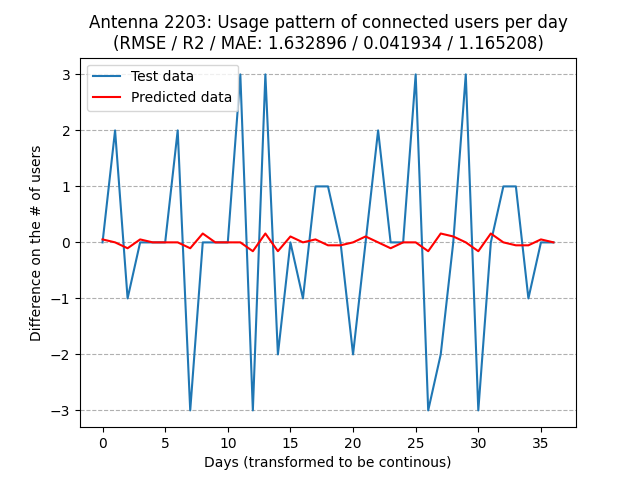 Antenna 2203: Usage pattern of connected users per day
(RMSE / R2 / MAE: 1.632896 / 0.041934 / 1.165208)
Test data
Predicted data
Difference on the # of users
3
2
1
0
−1
−2
−3
0 5 10 15 20 25 30 35
Days (transformed to be continous)